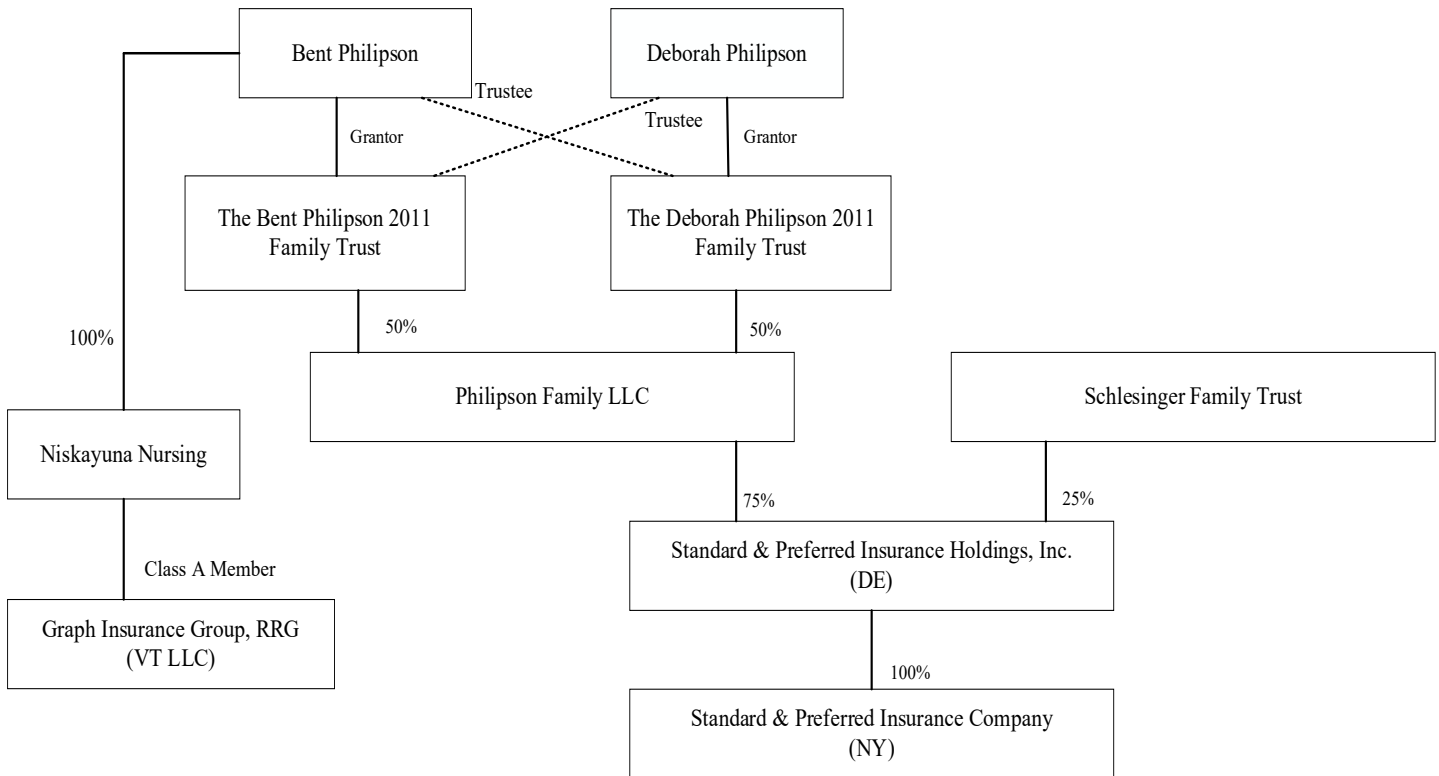 Bent Philipson
Deborah Philipson
Trustee
Trustee
Grantor
Grantor
The Bent Philipson 2011
Family Trust
The Deborah Philipson 2011
Family Trust
100%
50%
50%
Philipson Family LLC
Schlesinger Family Trust
Niskayuna Nursing
75%
25%
Standard & Preferred Insurance Holdings, Inc.
(DE)
Class A Member
Graph Insurance Group, RRG
(VT LLC)
100%
Standard & Preferred Insurance Company
(NY)